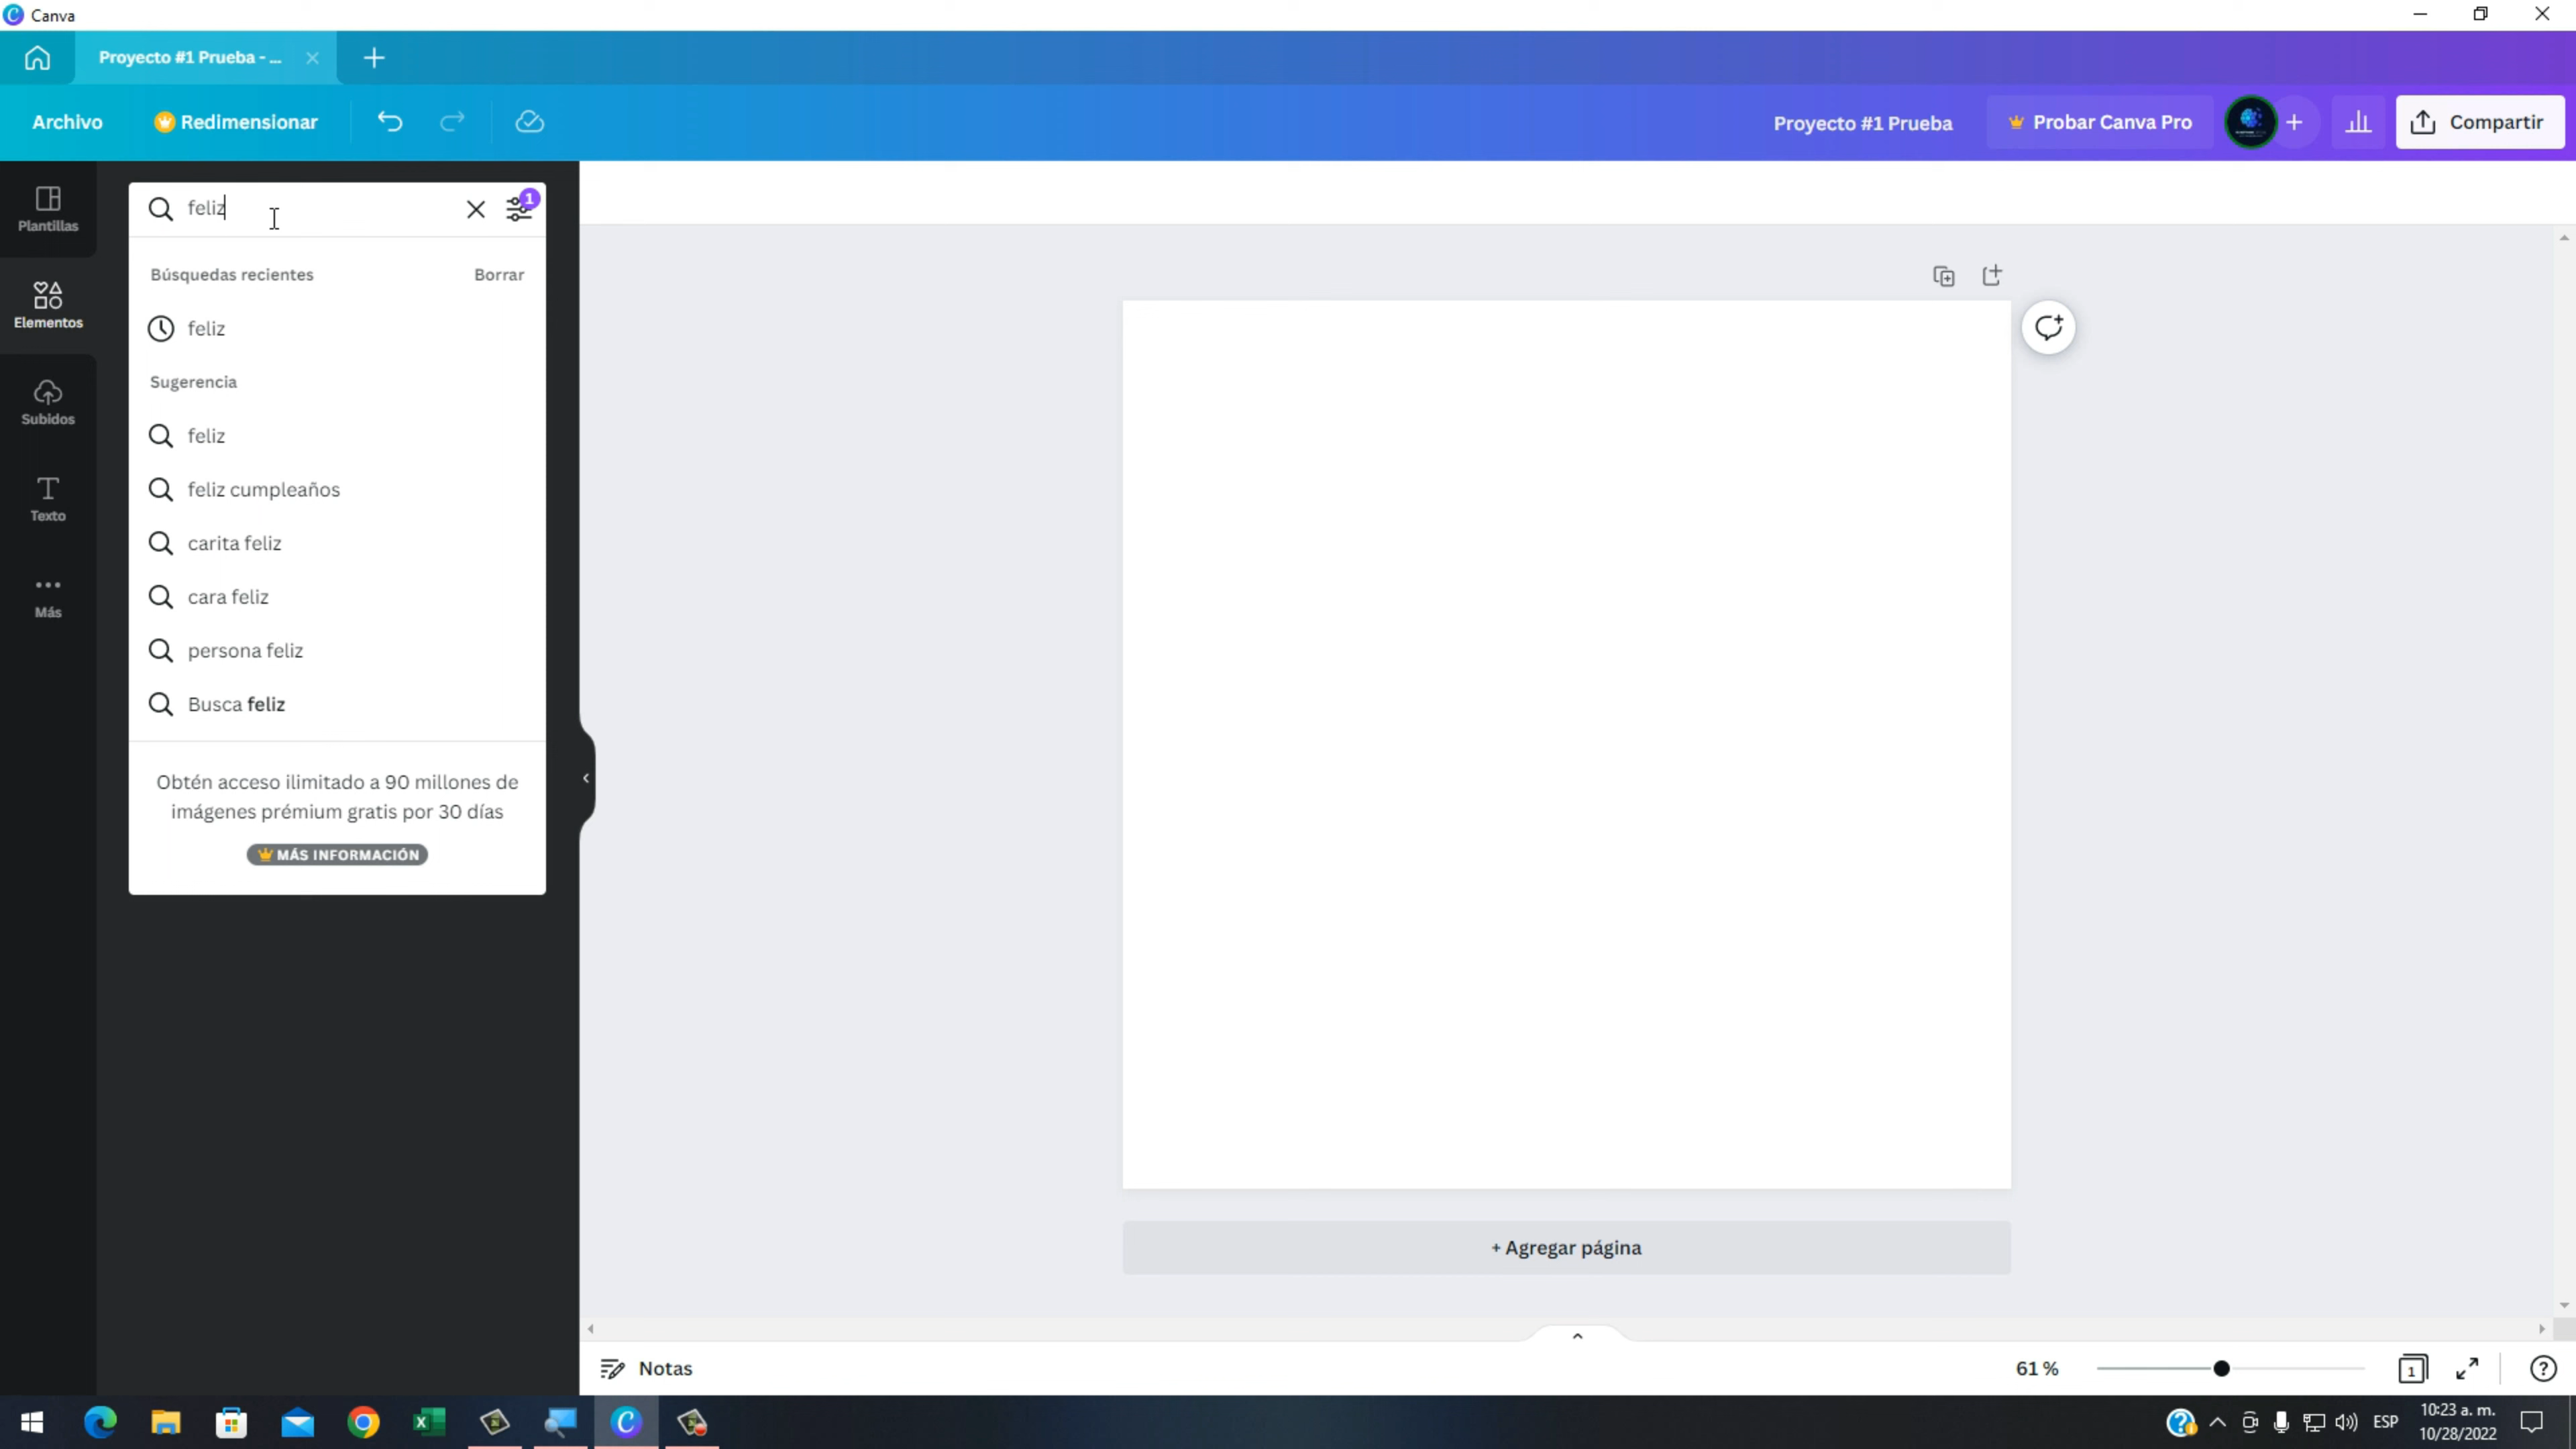 Canva
Proyecto #1 Prueba - ...
Archivo
Redimensionar
Proyecto #1 Prueba
Probar Canva Pro
Compartir
Plantillas
Elementos
Subidos
Texto
Más
feliz
1
Búsquedas recientes Borrar
feliz
Sugerencia
feliz
feliz cumpleaños
carita feliz
cara feliz
persona feliz
Busca feliz
Obtén acceso ilimitado a 90 millones de
imágenes prémium gratis por 30 días
MÁS INFORMACIÓN
+ Agregar página
Notas
61 %
1
ESP
10:23 a. m.
10/28/2022